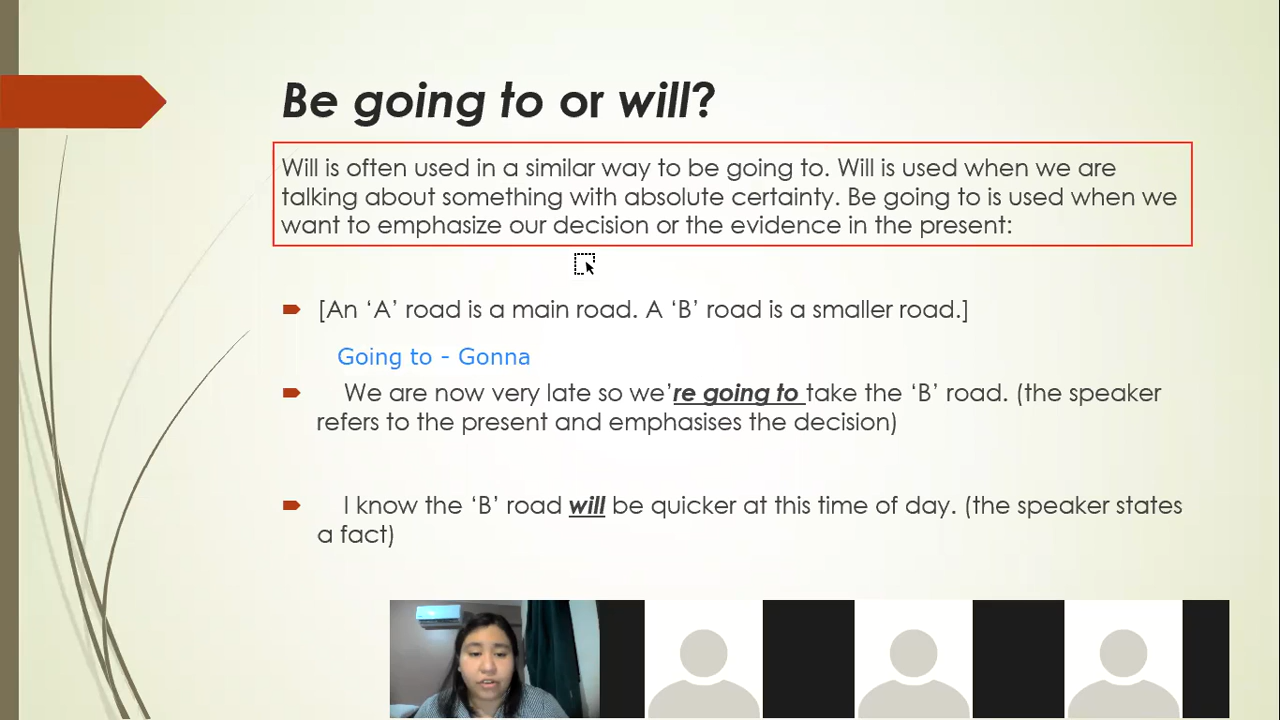 Be going to or will?
Will is often used in a similar way to be going to. Will is used when we are
talking about something with absolute certainty. Be going to is used when we
want to emphasize our decision or the evidence in the present:
[An ‘A’ road is a main road. A ‘B’ road is a smaller road.]
Going to - Gonna
We are now very late so we’re going to take the ‘B’ road. (the speaker
refers to the present and emphasises the decision)
I know the ‘B’ road will be quicker at this time of day. (the speaker states
a fact)